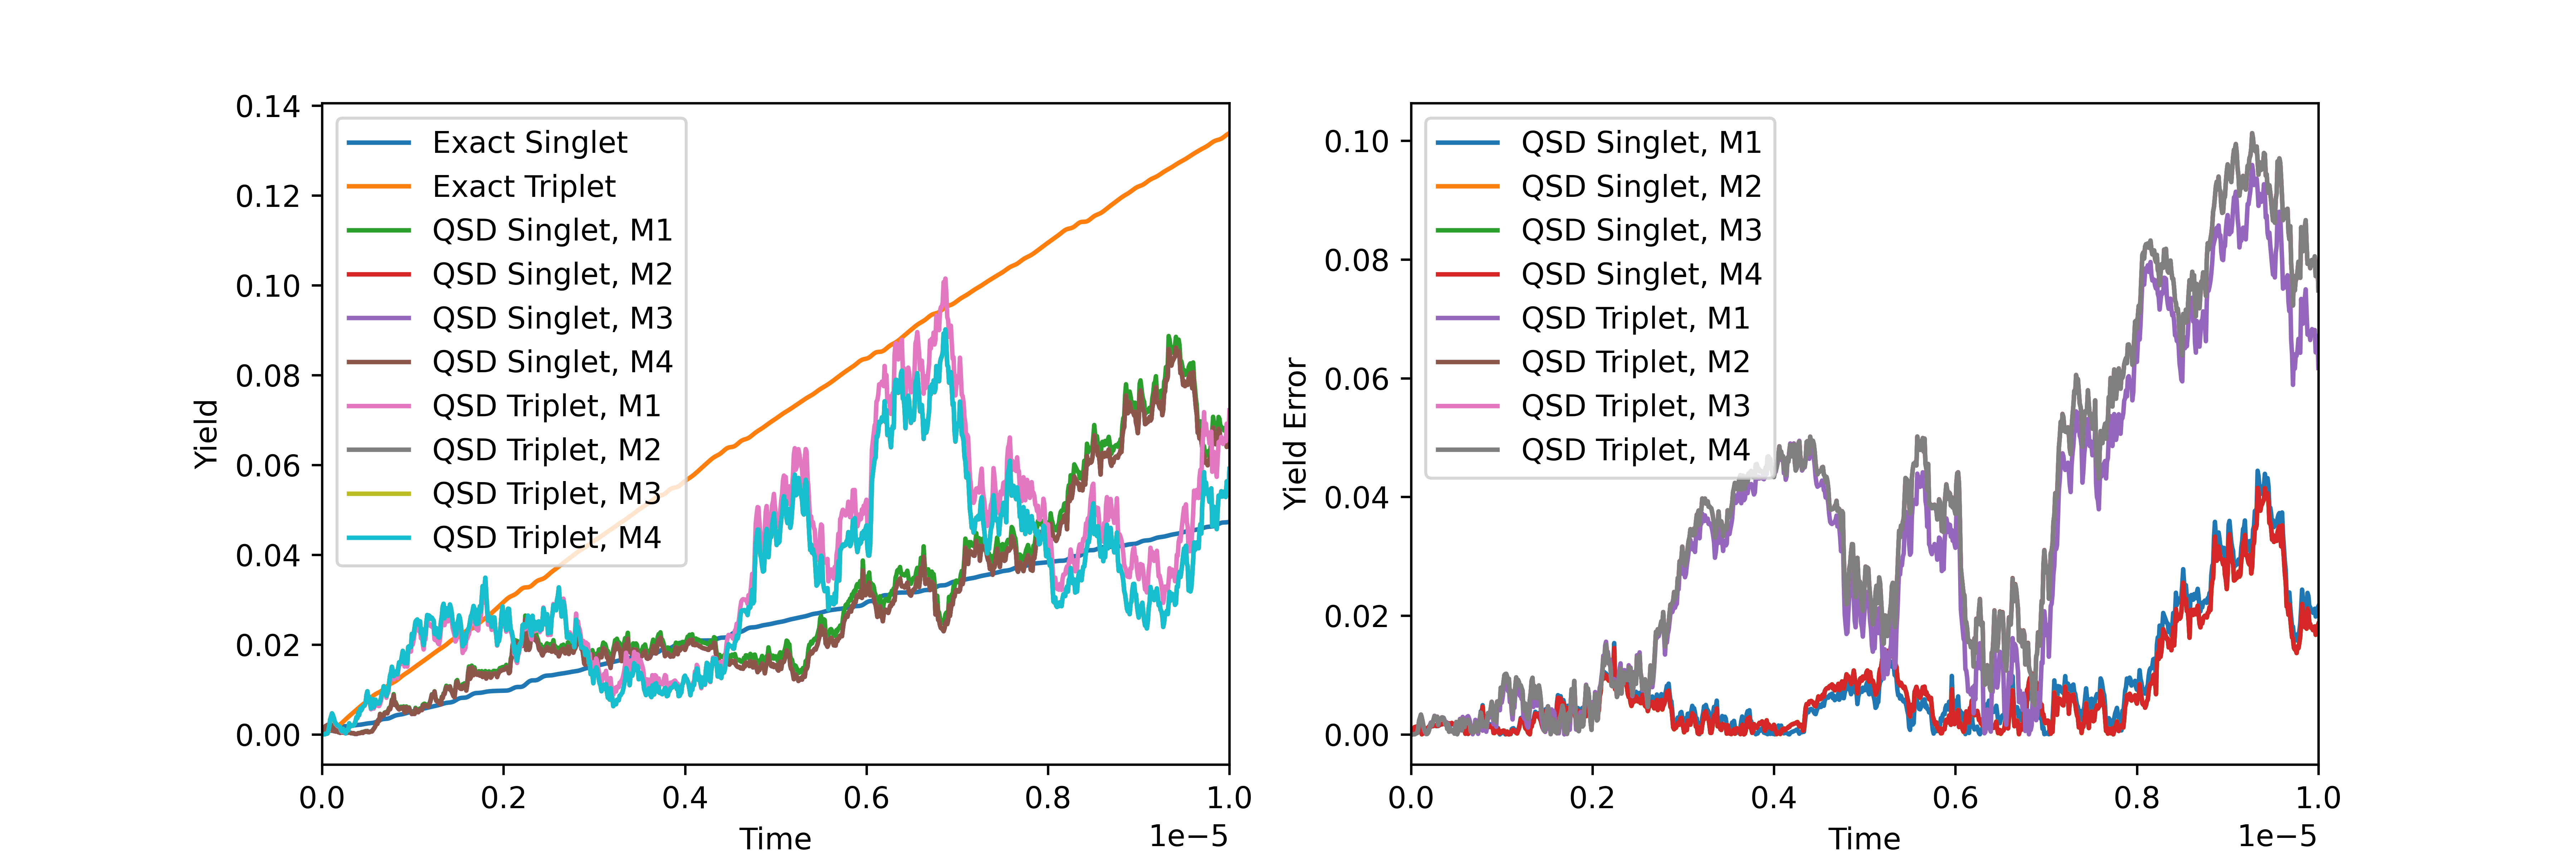 0.14
0.12
0.10
0.08
0.06
0.04
0.02
0.00
Yield
Exact Singlet
Exact Triplet
QSD Singlet, M1
QSD Singlet, M2
QSD Singlet, M3
QSD Singlet, M4
QSD Triplet, M1
QSD Triplet, M2
QSD Triplet, M3
QSD Triplet, M4
0.0 0.2 0.4 0.6 0.8 1.0
Time 1e−5
0.10
0.08
0.06
0.04
0.02
0.00
Yield Error
QSD Singlet, M1
QSD Singlet, M2
QSD Singlet, M3
QSD Singlet, M4
QSD Triplet, M1
QSD Triplet, M2
QSD Triplet, M3
QSD Triplet, M4
0.0 0.2 0.4 0.6 0.8 1.0
Time 1e−5